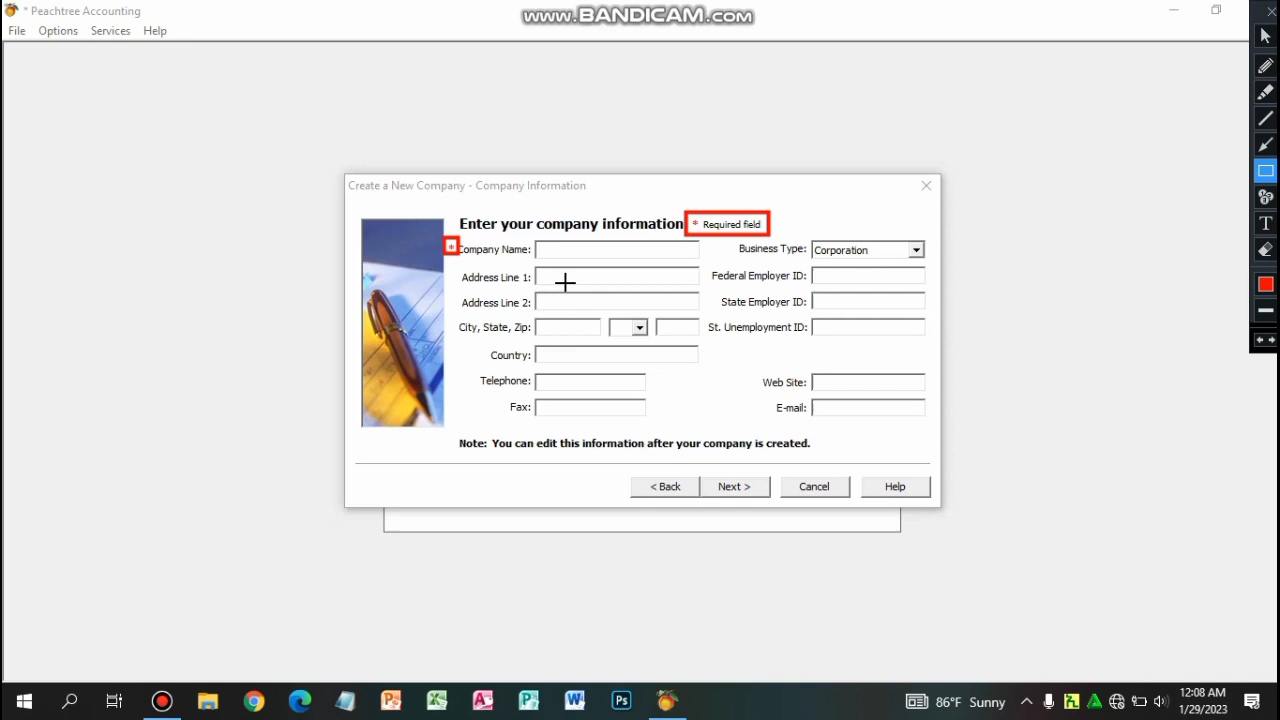 * Peachtree Accounting
www.BANDICAM.com
File Options Services Help
Create a New Company - Company Information
Enter your company information * Required field
* Company Name: Business Type: Corporation
Address Line 1: Federal Employer ID:
Address Line 2: State Employer ID:
City, State, Zip: St. Unemployment ID:
Country:
Telephone: Web Site:
Fax: E-mail:
Note: You can edit this information after your company is created.
< Back Next > Cancel Help
86°F Sunny 12:08 AM
1/29/2023